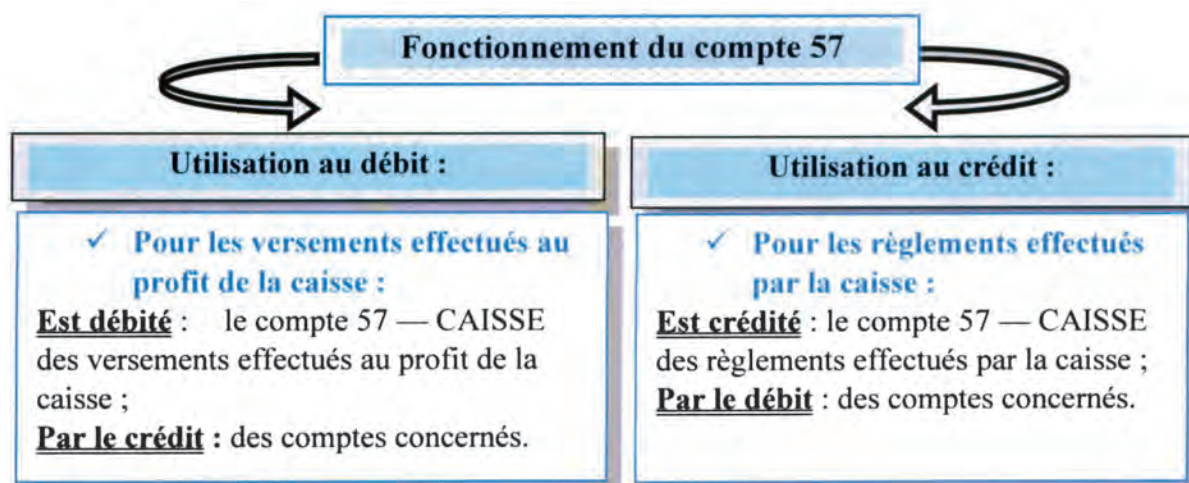 Fonctionnement du compte 57
Utilisation au débit :
✓ Pour les versements effectués au
profit de la caisse :
Est débité : le compte 57 — CAISSE
des versements effectués au profit de la
caisse ;
Par le crédit : des comptes concernés.
Utilisation au crédit :
✓ Pour les règlements effectués
par la caisse :
Est crédité : le compte 57 — CAISSE
des règlements effectués par la caisse ;
Par le débit : des comptes concernés.